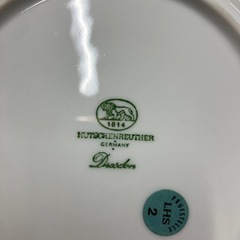 1814
HUTSCHENREUTHER
GERMANY
Dresden
LHS
2